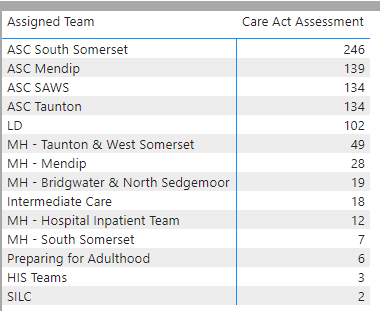 Assigned Team Care Act Assessment
ASC South Somerset 246
ASC Mendip 139
ASC SAWS 134
ASC Taunton 134
LD 102
MH - Taunton & West Somerset 49
MH - Mendip 28
MH - Bridgwater & North Sedgemoor 19
Intermediate Care 18
MH - Hospital Inpatient Team 12
MH - South Somerset 7
Preparing for Adulthood 6
HIS Teams 3
SILC 2